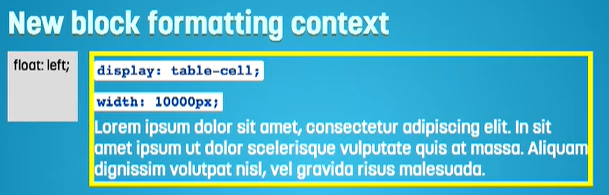 New block formatting context
float: left;
display: table-cell;
width: 10000px;
Lorem ipsum dolor sit amet, consectetur adipiscing elit. In sit
amet ipsum ut dolor scelerisque vulputate quis at massa. Aliquam
dignissim volutpat nisl, vel gravida risus malesuada.